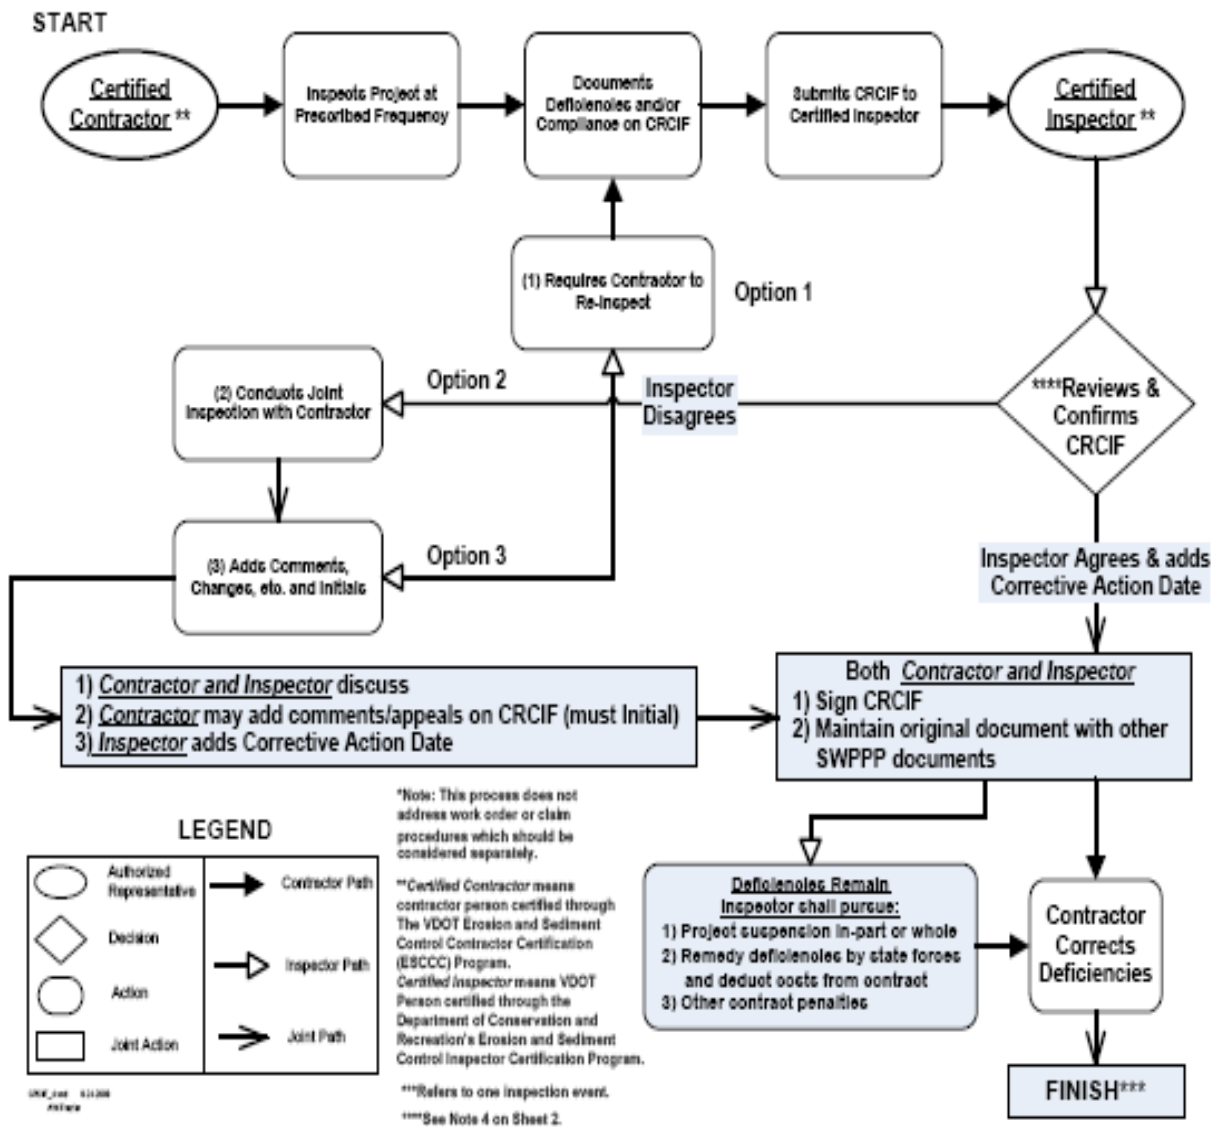 START
Certified
Contractor **
Inspects Project at
Prescribed Frequency
Documents
Deficiencies and/or
Compliance on CRCIF
Submits CRCIF to
Certified Inspector
Certified
Inspector **
(1) Requires Contractor to
Re-Inspect
Option 1
(2) Conducts Joint
Inspection with Contractor
Option 2
Inspector
Disagrees
****Reviews &
Confirms
CRCIF
(3) Adds Comments,
Changes, etc. and Initials
Option 3
Inspector Agrees & adds
Corrective Action Date
1) Contractor and Inspector discuss
2) Contractor may add comments/appeals on CRCIF (must Initial)
3) Inspector adds Corrective Action Date
Both Contractor and Inspector
1) Sign CRCIF
2) Maintain original document with other
SWPPP documents
LEGEND
Authorized
Representative
Contractor Path
Decision
Inspector Path
Action
Joint Action
Joint Path
*Note: This process does not
address work order or claim
procedures which should be
considered separately.
**Certified Contractor means
contractor person certified through
The VDOT Erosion and Sediment
Control Contractor Certification
(ESCCC) Program.
Certified Inspector means VDOT
Person certified through the
Department of Conservation and
Recreation's Erosion and Sediment
Control Inspector Certification Program.
***Refers to one inspection event.
****See Note 4 on Sheet 2.
Deficiencies Remain
Inspector shall pursue:
1) Project suspension in-part or whole
2) Remedy deficiencies by state forces
and deduct costs from contract
3) Other contract penalties
Contractor
Corrects
Deficiencies
FINISH***